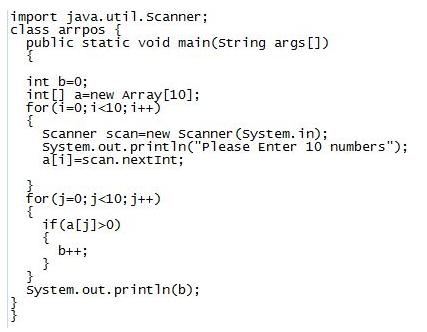 import java.util.Scanner;
class arrpos {
  public static void main(String args[])
  {

  int b=0;
  int[] a=new Array[10];
  for(i=0;i<10;i++)
  {
    Scanner scan=new Scanner(System.in);
    System.out.println("Please Enter 10 numbers");
    a[i]=scan.nextInt;

  }
  for(j=0;j<10;j++)
  {
    if(a[j]>0)
    {
      b++;
    }
  }
  System.out.println(b);
}
}